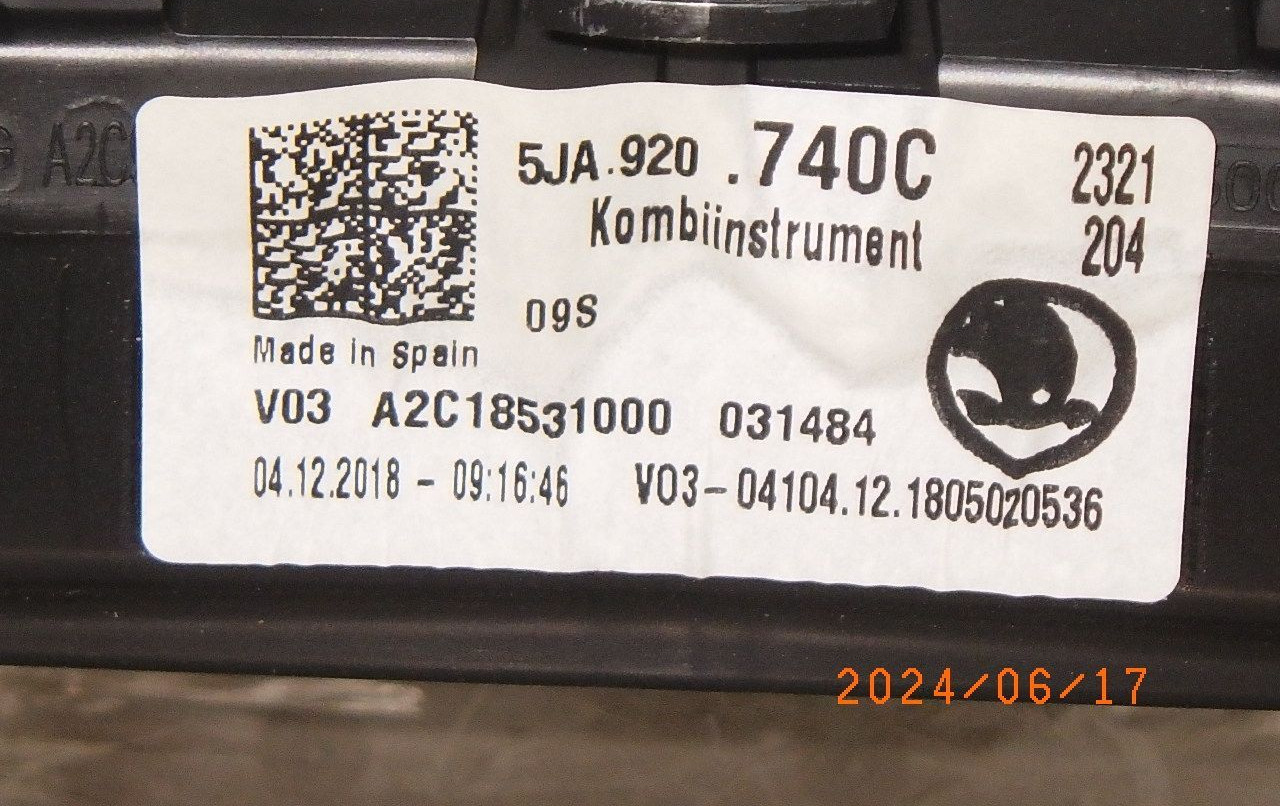 5JA.920 .740C 2321
Kombiinstrument 204
09S
Made in Spain
V03 A2C18531000 031484
04.12.2018 - 09:16:46 V03-04104.12.1805020536
A2C
2024/06/17